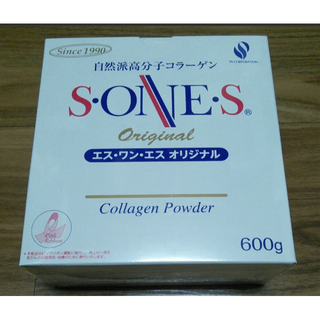 Since 1990
自然派高分子コラーゲン
S·ONE·S®
Original
エス・ワン・エス オリジナル
Collagen Powder
600g